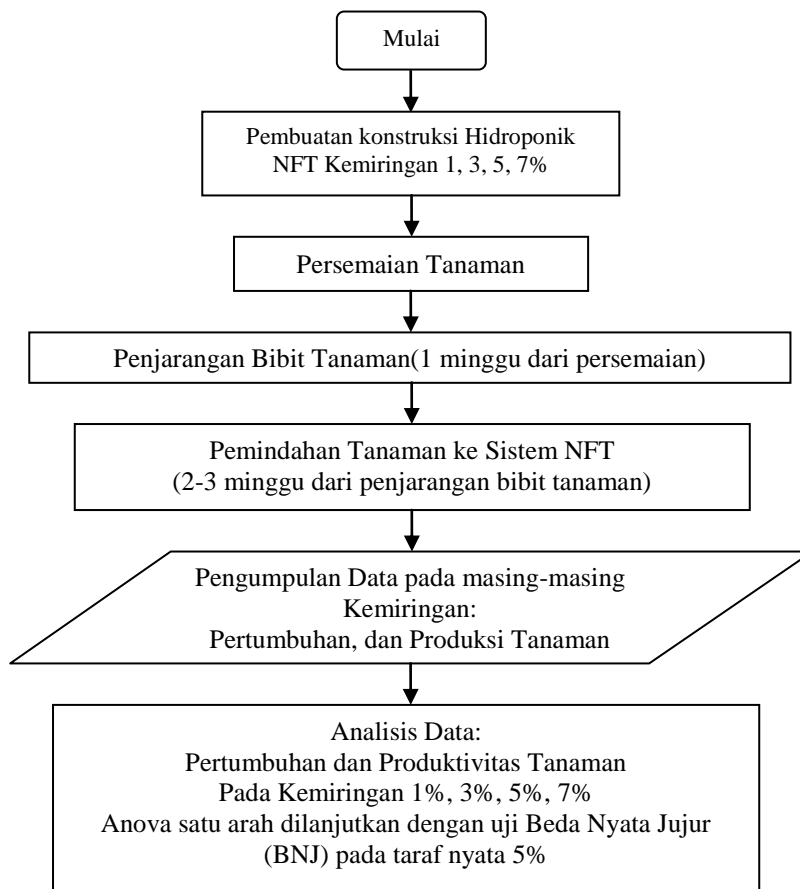 Mulai
Pembuatan konstruksi Hidroponik
NFT Kemiringan 1, 3, 5, 7%
Persemaian Tanaman
Penjarangan Bibit Tanaman(1 minggu dari persemaian)
Pemindahan Tanaman ke Sistem NFT
(2-3 minggu dari penjarangan bibit tanaman)
Pengumpulan Data pada masing-masing
Kemiringan:
Pertumbuhan, dan Produksi Tanaman
Analisis Data:
Pertumbuhan dan Produktivitas Tanaman
Pada Kemiringan 1%, 3%, 5%, 7%
Anova satu arah dilanjutkan dengan uji Beda Nyata Jujur
(BNJ) pada taraf nyata 5%